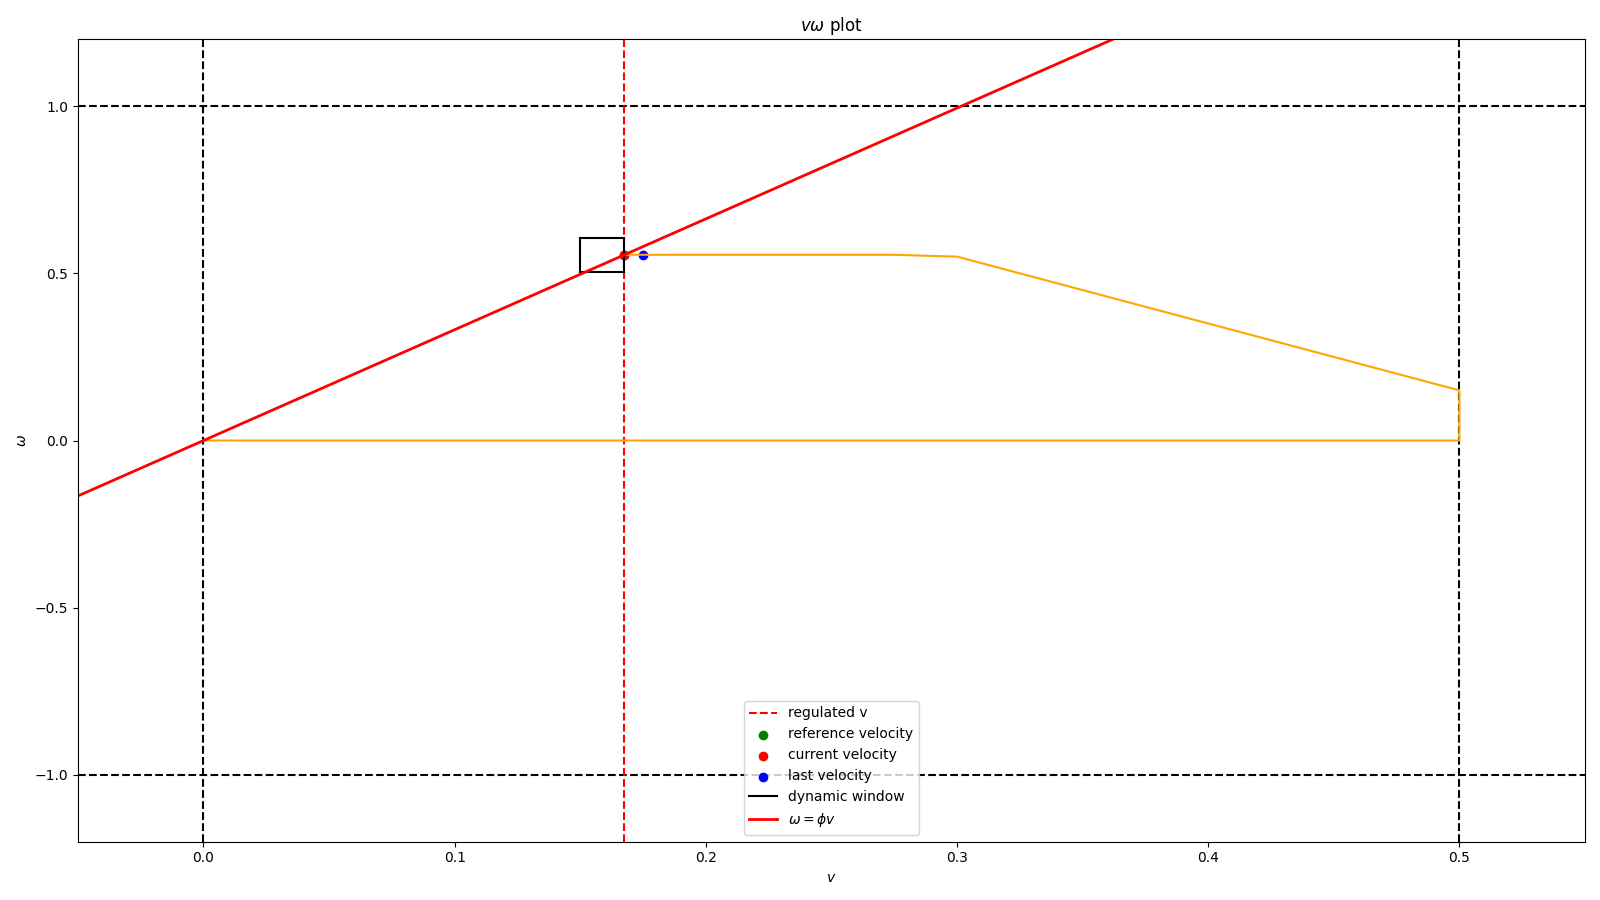 vω plot
1.0
0.5
0.0
−0.5
−1.0
ω
regulated v
reference velocity
current velocity
last velocity
dynamic window
ω = ϕv
0.0 0.1 0.2 0.3 0.4 0.5
v